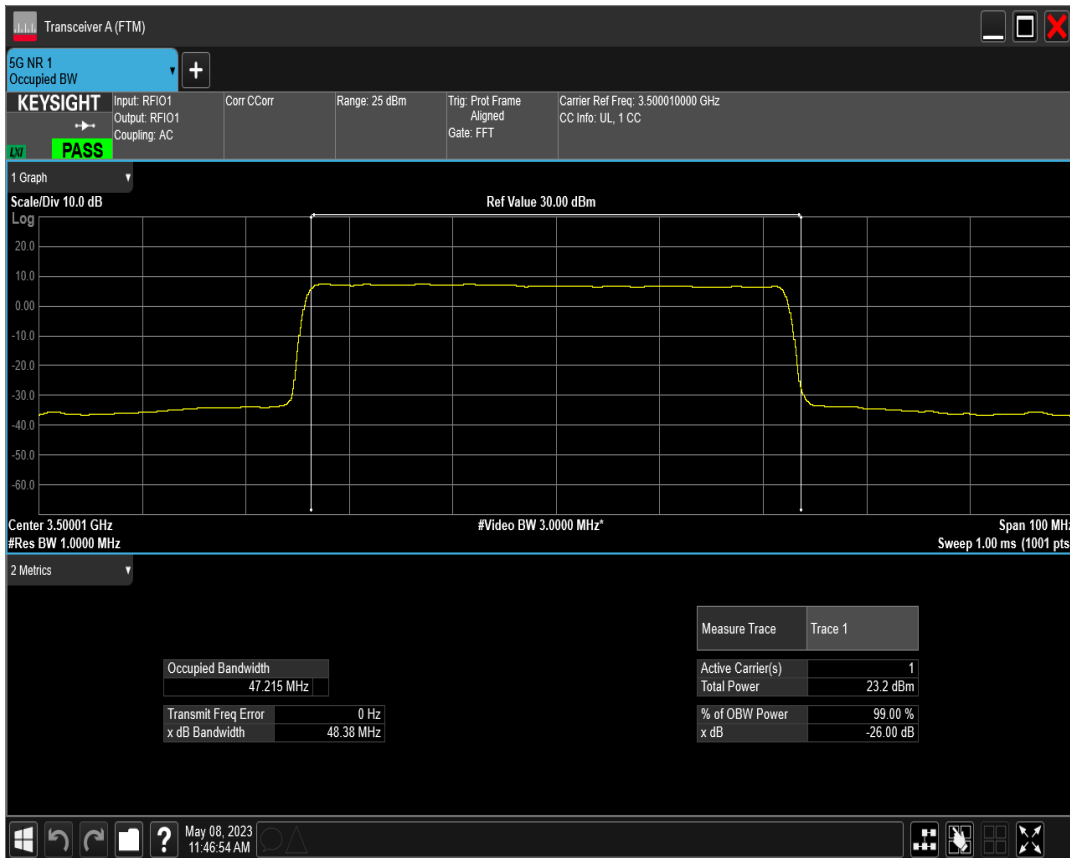 Transceiver A (FTM)
5G NR 1
Occupied BW
+
KEYSIGHT
LXI
PASS
Input: RFIO1
Output: RFIO1
Coupling: AC
Corr CCorr
Range: 25 dBm
Trig: Prot Frame
Aligned
Gate: FFT
Carrier Ref Freq: 3.500010000 GHz
CC Info: UL, 1 CC
1 Graph
Scale/Div 10.0 dB
Ref Value 30.00 dBm
Log
20.0
10.0
0.00
-10.0
-20.0
-30.0
-40.0
-50.0
-60.0
Center 3.50001 GHz
#Video BW 3.0000 MHz*
Span 100 MHz
#Res BW 1.0000 MHz
Sweep 1.00 ms (1001 pts
2 Metrics
Measure Trace Trace 1
Occupied Bandwidth
47.215 MHz
Active Carrier(s) 1
Total Power 23.2 dBm
Transmit Freq Error 0 Hz
x dB Bandwidth 48.38 MHz
% of OBW Power 99.00 %
x dB -26.00 dB
?
May 08, 2023
11:46:54 AM